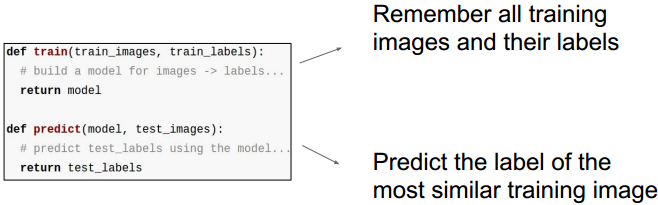 def train(train_images, train_labels):
# build a model for images -> labels...
return model
def predict(model, test_images):
# predict test_labels using the model...
return test_labels
Remember all training
images and their labels
Predict the label of the
most similar training image